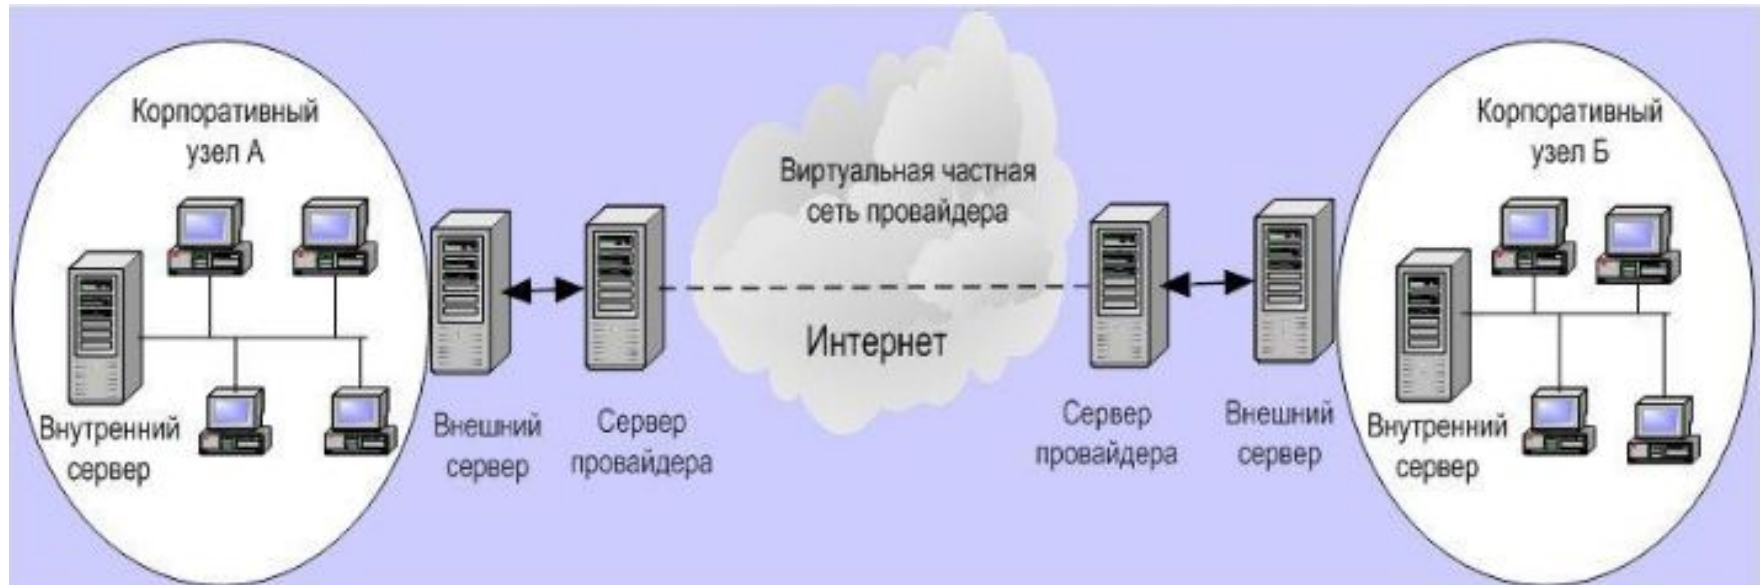 Корпоративный
узел А
Внутренний
сервер
Внешний
сервер
Сервер
провайдера
Виртуальная частная
сеть провайдера
Интернет
Сервер
провайдера
Внешний
сервер
Корпоративный
узел Б
Внутренний
сервер